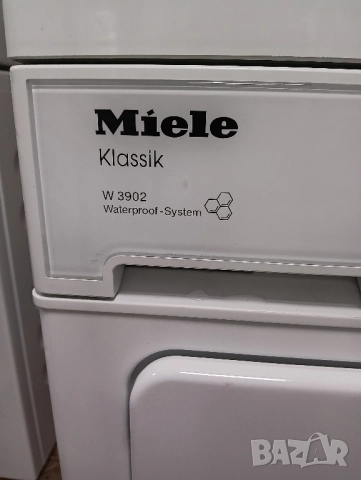 Miele
Klassik
W 3902
Waterproof-System
BAZAR